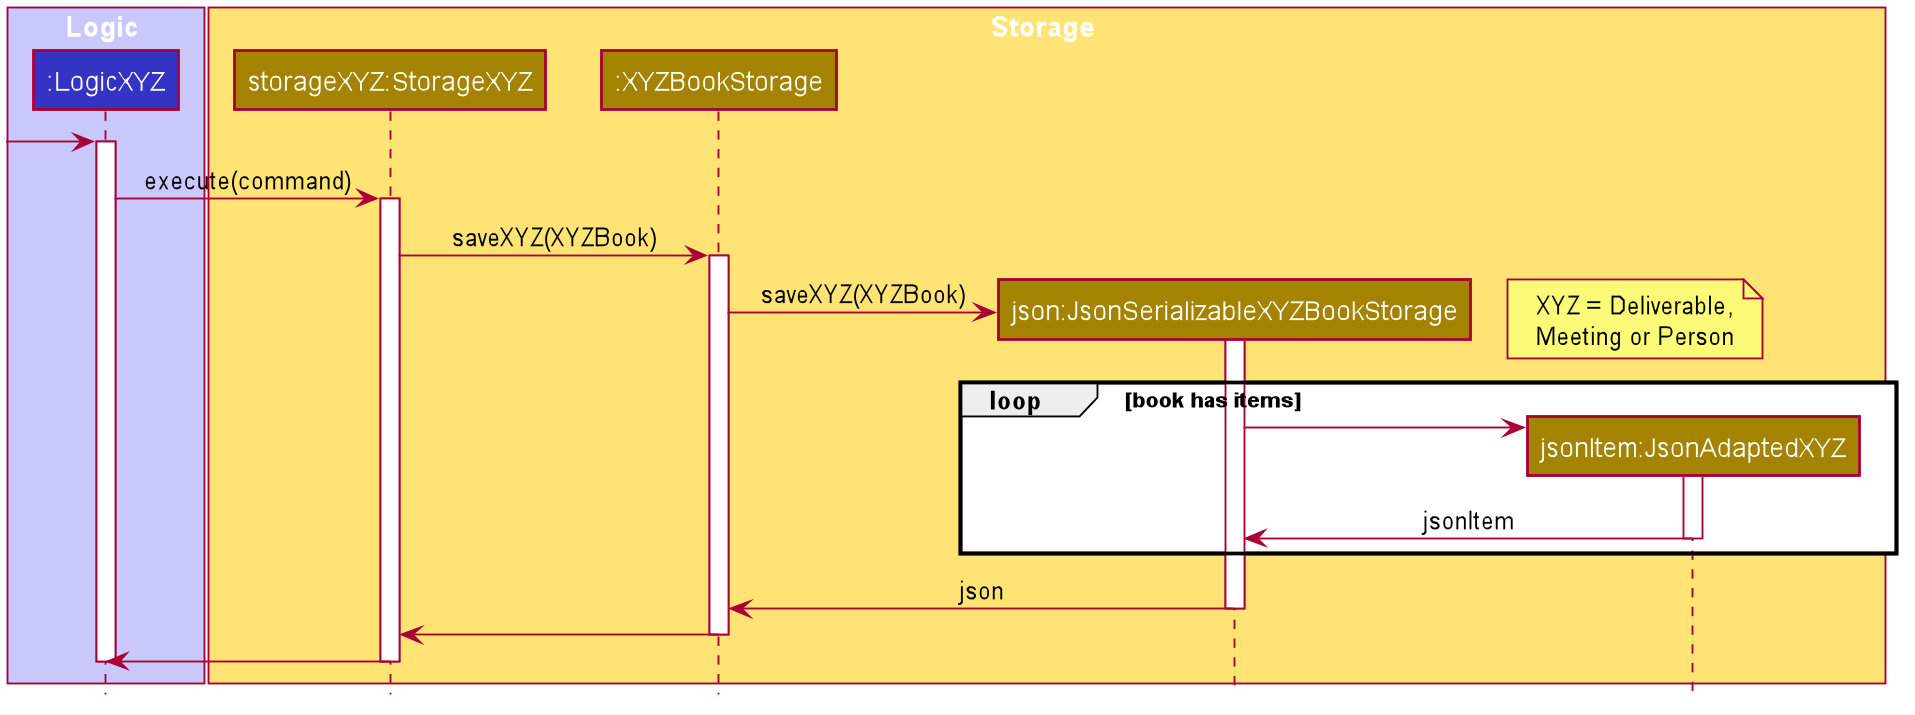 Logic
Storage
:LogicXYZ
storageXYZ:StorageXYZ
:XYZBookStorage
execute(command)
saveXYZ(XYZBook)
saveXYZ(XYZBook)
json:JsonSerializableXYZBookStorage
XYZ = Deliverable,
Meeting or Person
loop
[book has items]
jsonItem:JsonAdaptedXYZ
jsonItem
json